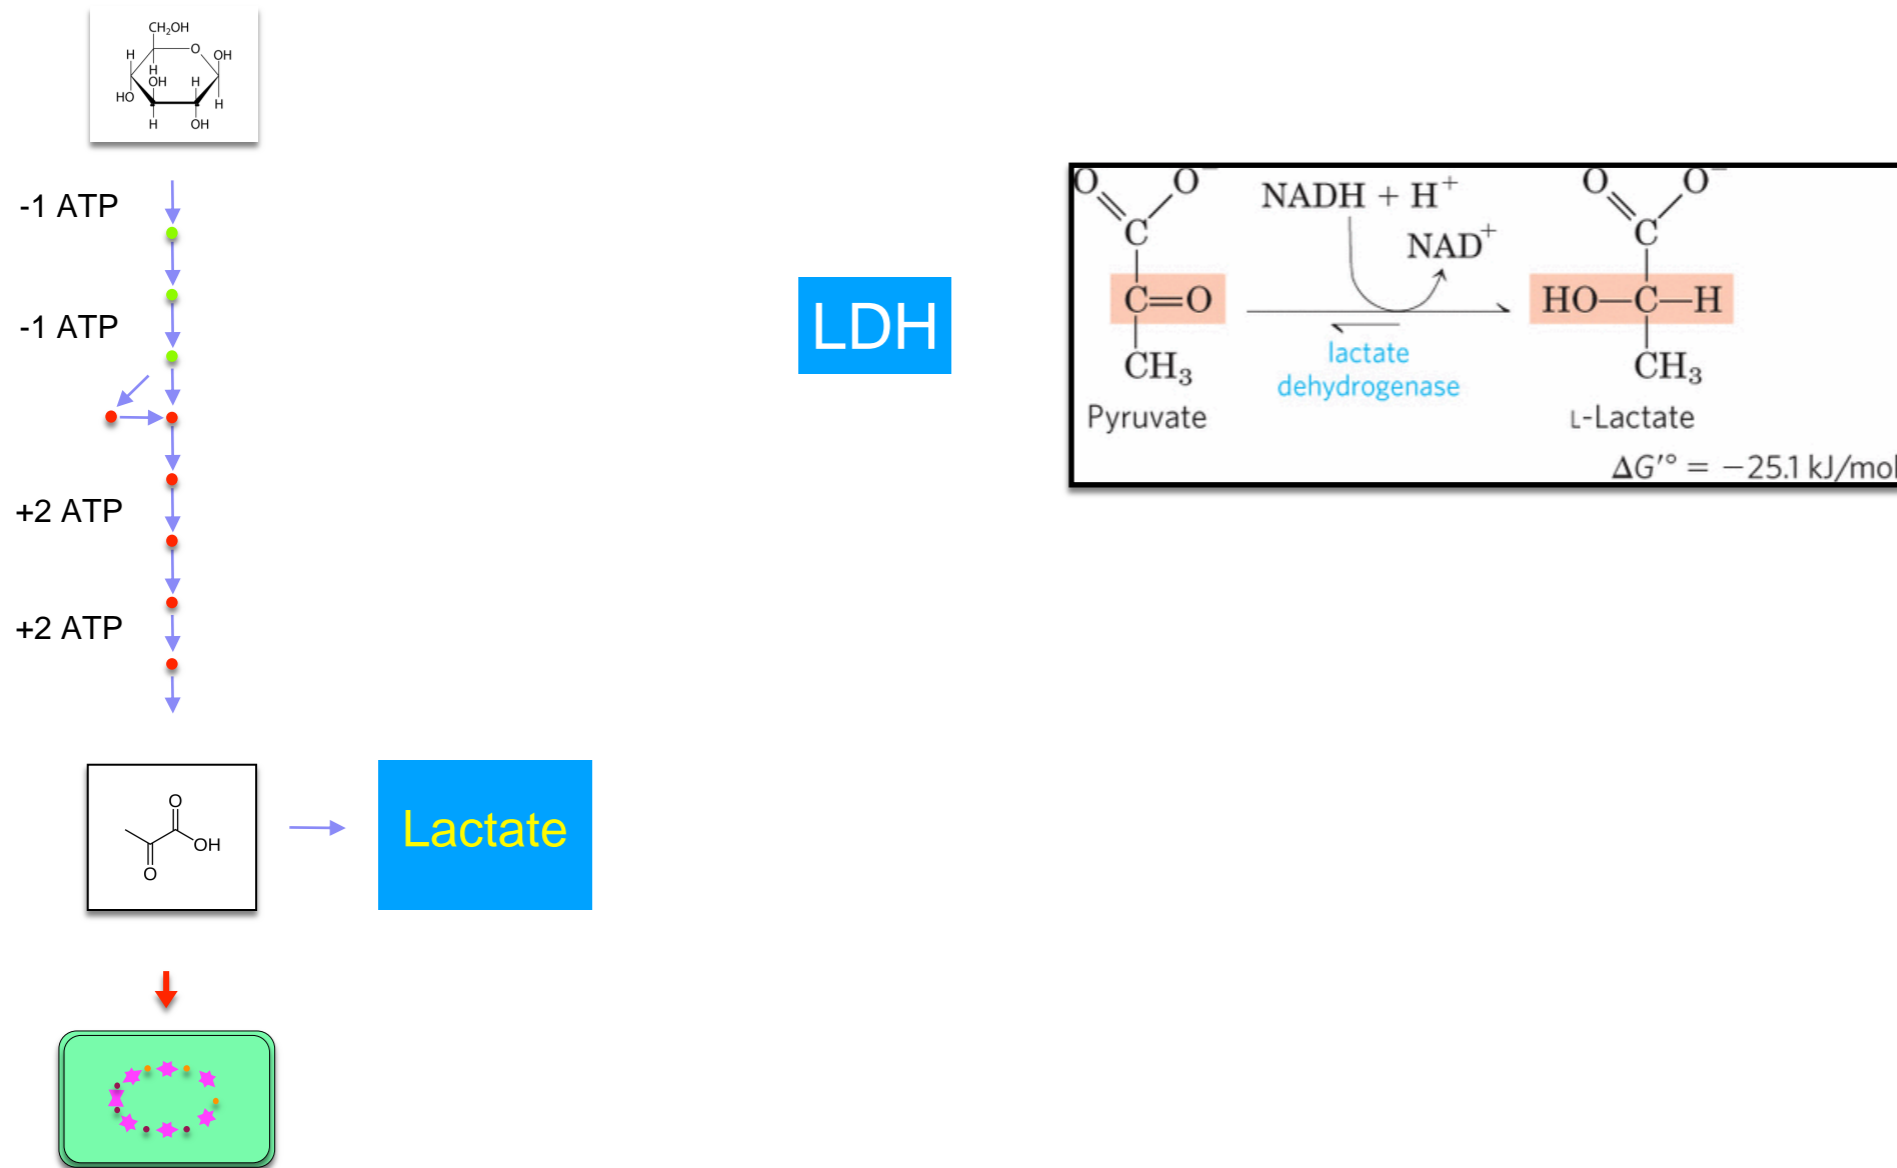 CH₂OH
H
O
OH
H
OH
H
HO
H
H
OH
-1 ATP
-1 ATP
+2 ATP
+2 ATP
O
OH
O
Lactate
LDH
O
O⁻
C
C=O
CH₃
Pyruvate
NADH + H⁺
NAD⁺
lactate
dehydrogenase
O
O⁻
C
HO—C—H
CH₃
L-Lactate
ΔG′° = −25.1 kJ/mol